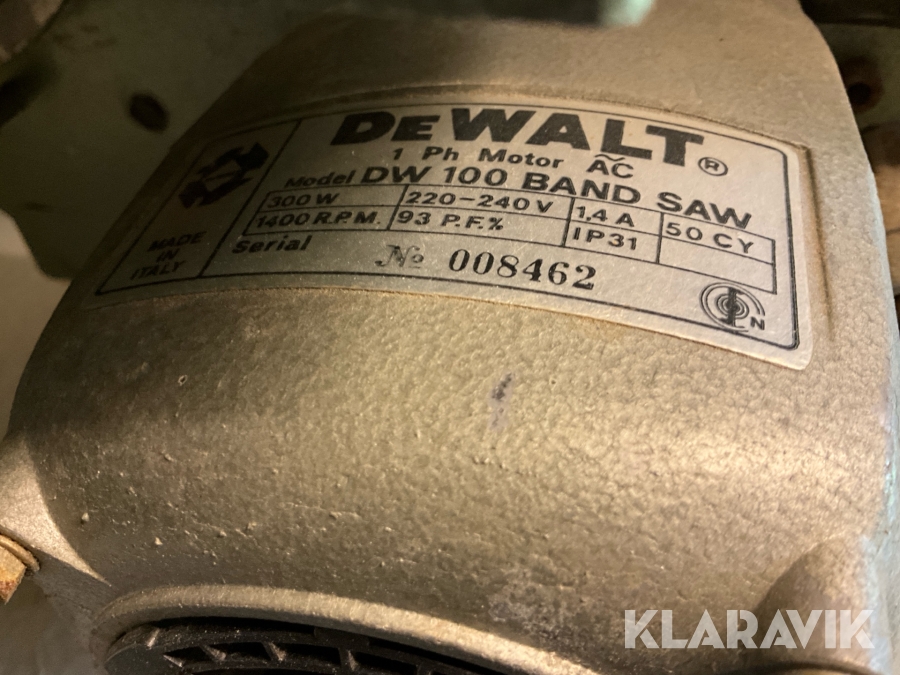 DEWALT ®
1 Ph Motor AC
Model DW 100 BAND SAW
300 W 220-240 V 1,4 A 50 CY
1400 R.P.M. 93 P.F.% IP31
Serial № 008462
MADE
IN
ITALY
N
KLARAVIK